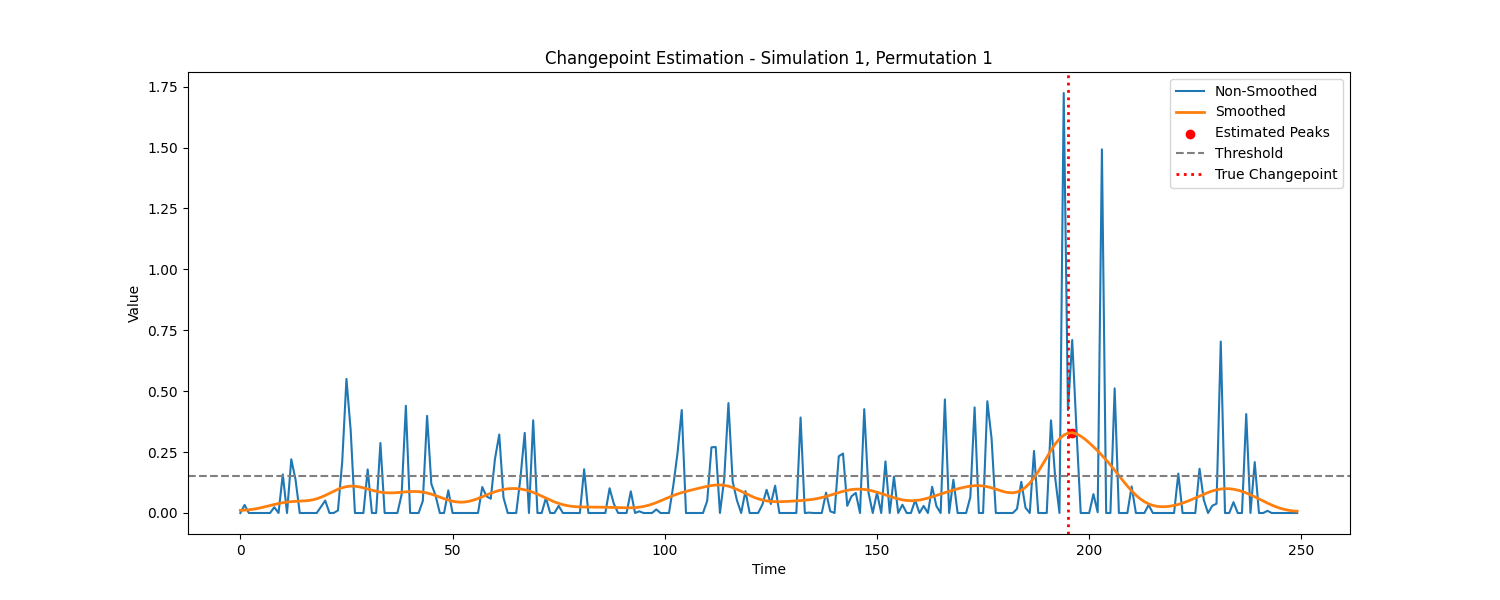 Changepoint Estimation - Simulation 1, Permutation 1
Non-Smoothed
Smoothed
Estimated Peaks
Threshold
True Changepoint
1.75
1.50
1.25
1.00
0.75
0.50
0.25
0.00
Value
0
50
100
150
200
250
Time